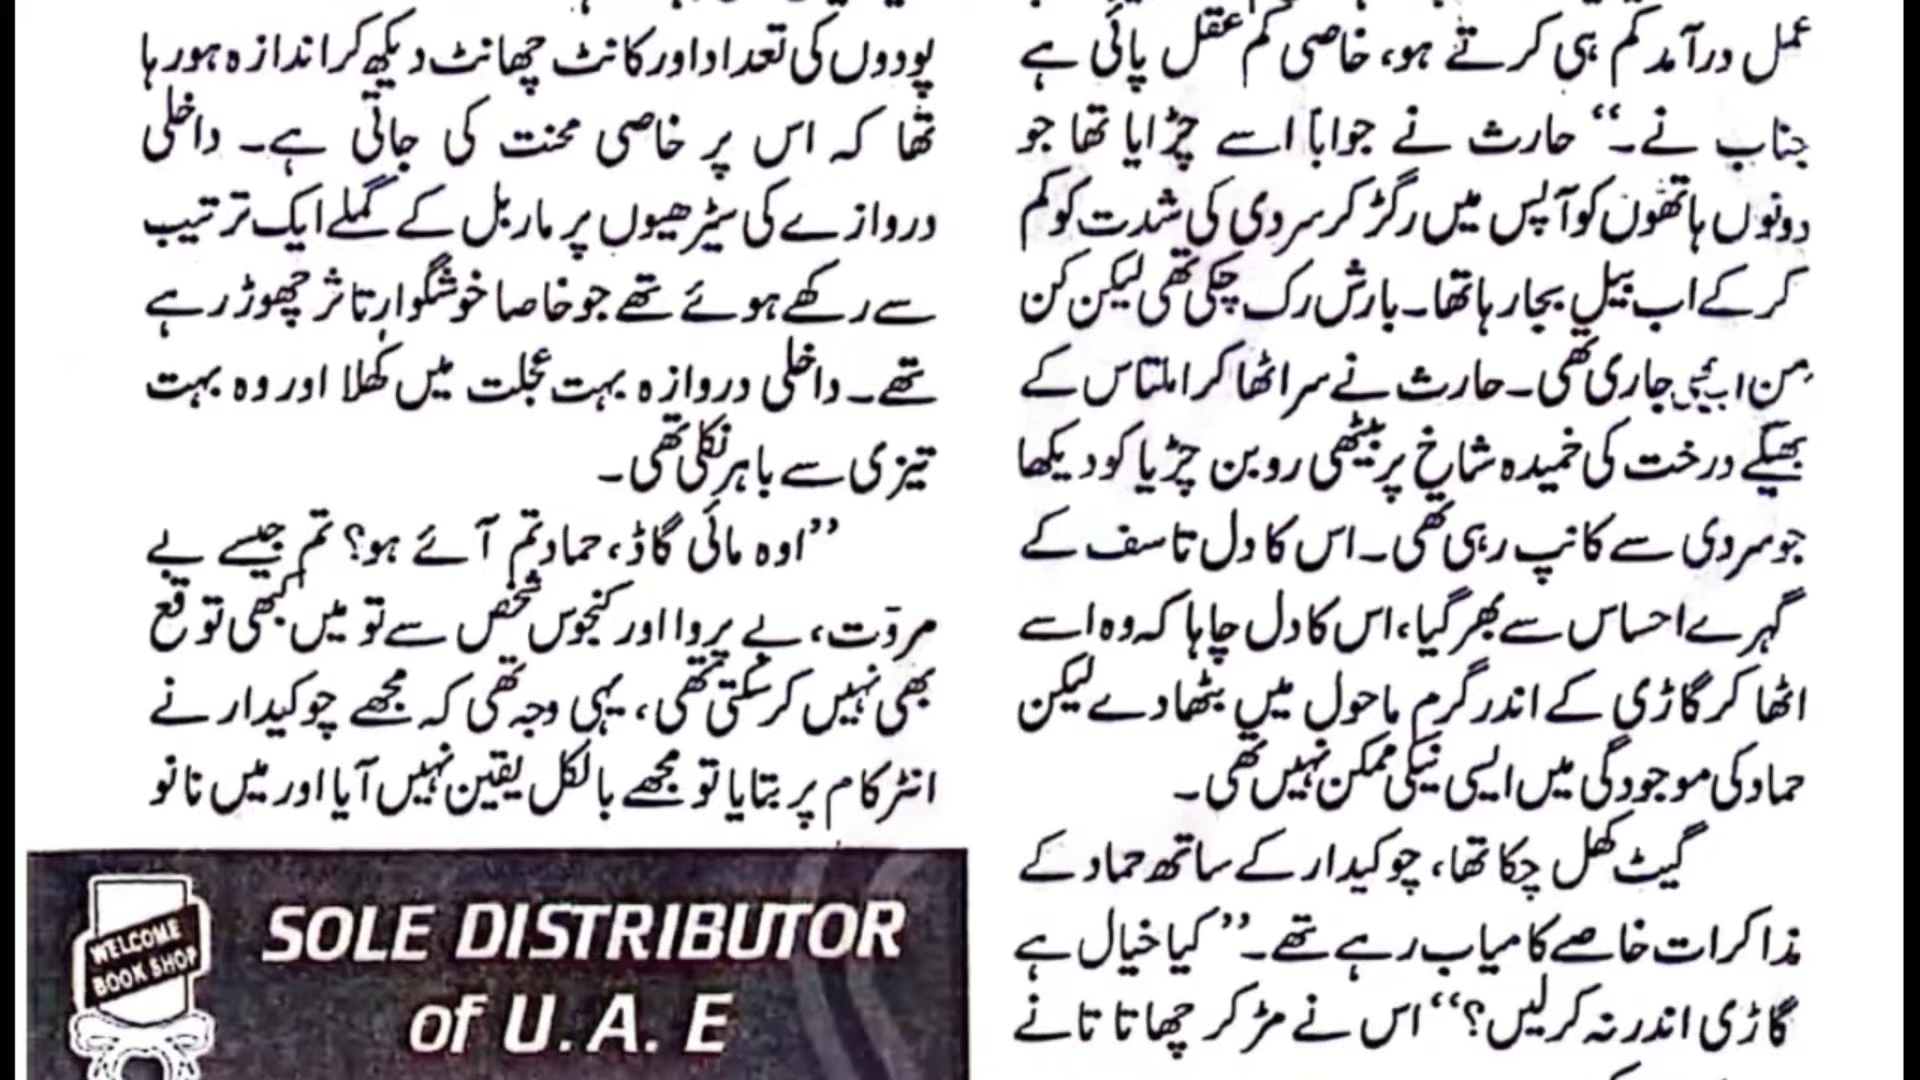 عمل درآمد کم ہی کرتے ہو، خاصی کم عقل پائی ہے
جناب نے۔‘‘ حارث نے جواباً اسے چڑایا تھا جو
دونوں ہاتھوں کو آپس میں رگڑ کر سردی کی شدت کو کم
کر کے اب بیل بجا رہا تھا۔ بارش رک چکی تھی لیکن کن
من اب بھی جاری تھی۔ حارث نے سر اٹھا کر املتاس کے
بھیگے درخت کی خمیدہ شاخ پر بیٹھی روبن چڑیا کو دیکھا
جو سردی سے کانپ رہی تھی۔ اس کا دل تاسف کے
گہرے احساس سے بھر گیا، اس کا دل چاہا کہ وہ اسے
اٹھا کر گاڑی کے اندر گرم ماحول میں بٹھا دے لیکن
حماد کی موجودگی میں ایسی نیکی ممکن نہیں تھی۔
گیٹ کھل چکا تھا، چوکیدار کے ساتھ حماد کے
مذاکرات خاصے کامیاب رہے تھے۔ ’’کیا خیال ہے
گاڑی اندر نہ کر لیں؟‘‘ اس نے مڑ کر چھاتا تانے
پودوں کی تعداد اور کانٹ چھانٹ دیکھ کر اندازہ ہو رہا
تھا کہ اس پر خاصی محنت کی جاتی ہے۔ داخلی
دروازے کی سیڑھیوں پر ماربل کے گملے ایک ترتیب
سے رکھے ہوئے تھے جو خاصا خوشگوار تاثر چھوڑ رہے
تھے۔ داخلی دروازہ بہت عجلت میں کھلا اور وہ بہت
تیزی سے باہر نکلی تھی۔
’’اوہ مائی گاڈ، حماد تم آئے ہو؟ تم جیسے بے
مروّت، بے پروا اور کنجوس شخص سے تو میں کبھی توقع
بھی نہیں کر سکتی تھی، یہی وجہ تھی کہ مجھے چوکیدار نے
انٹرکام پر بتایا تو مجھے بالکل یقین نہیں آیا اور میں نانو
WELCOME
BOOK SHOP
SOLE DISTRIBUTOR
of U.A.E